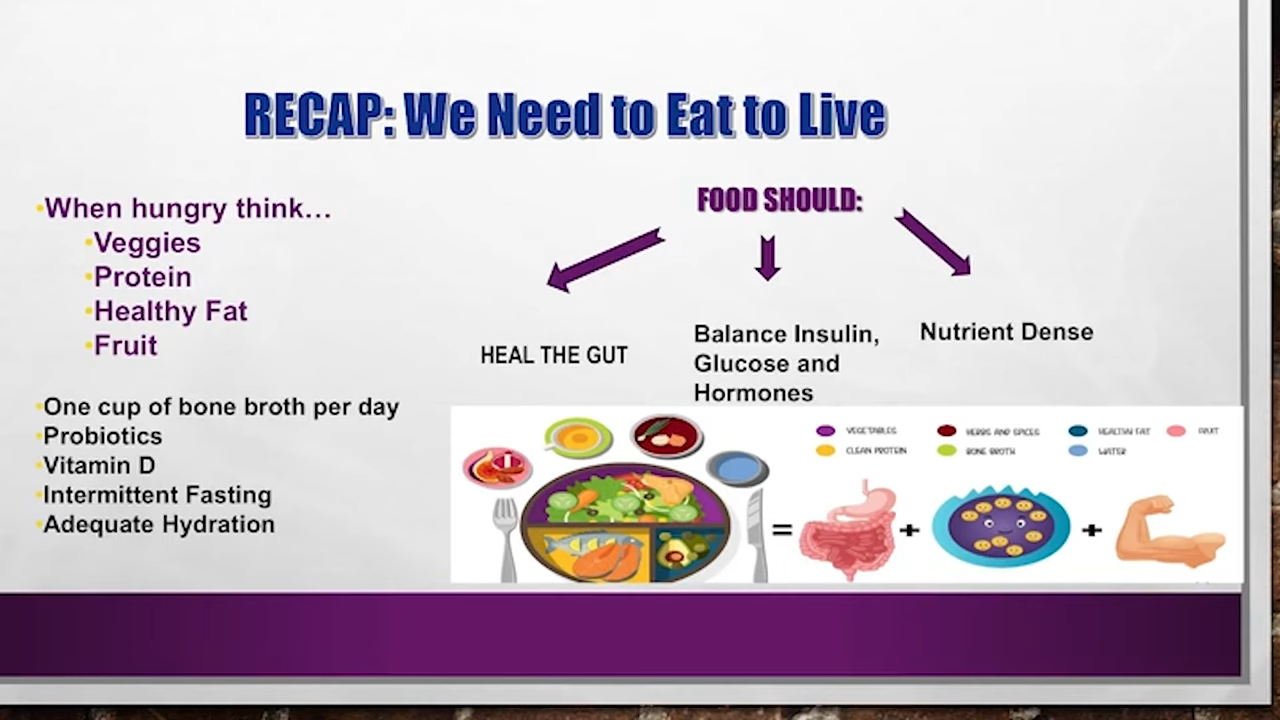 RECAP: We Need to Eat to Live
•When hungry think…
•Veggies
•Protein
•Healthy Fat
•Fruit
•One cup of bone broth per day
•Probiotics
•Vitamin D
•Intermittent Fasting
•Adequate Hydration
FOOD SHOULD:
HEAL THE GUT
Balance Insulin,
Glucose and
Hormones
Nutrient Dense
VEGETABLES
HERBS AND SPICES
HEALTHY FAT
FRUIT
CLEAN PROTEIN
BONE BROTH
WATER
= + +